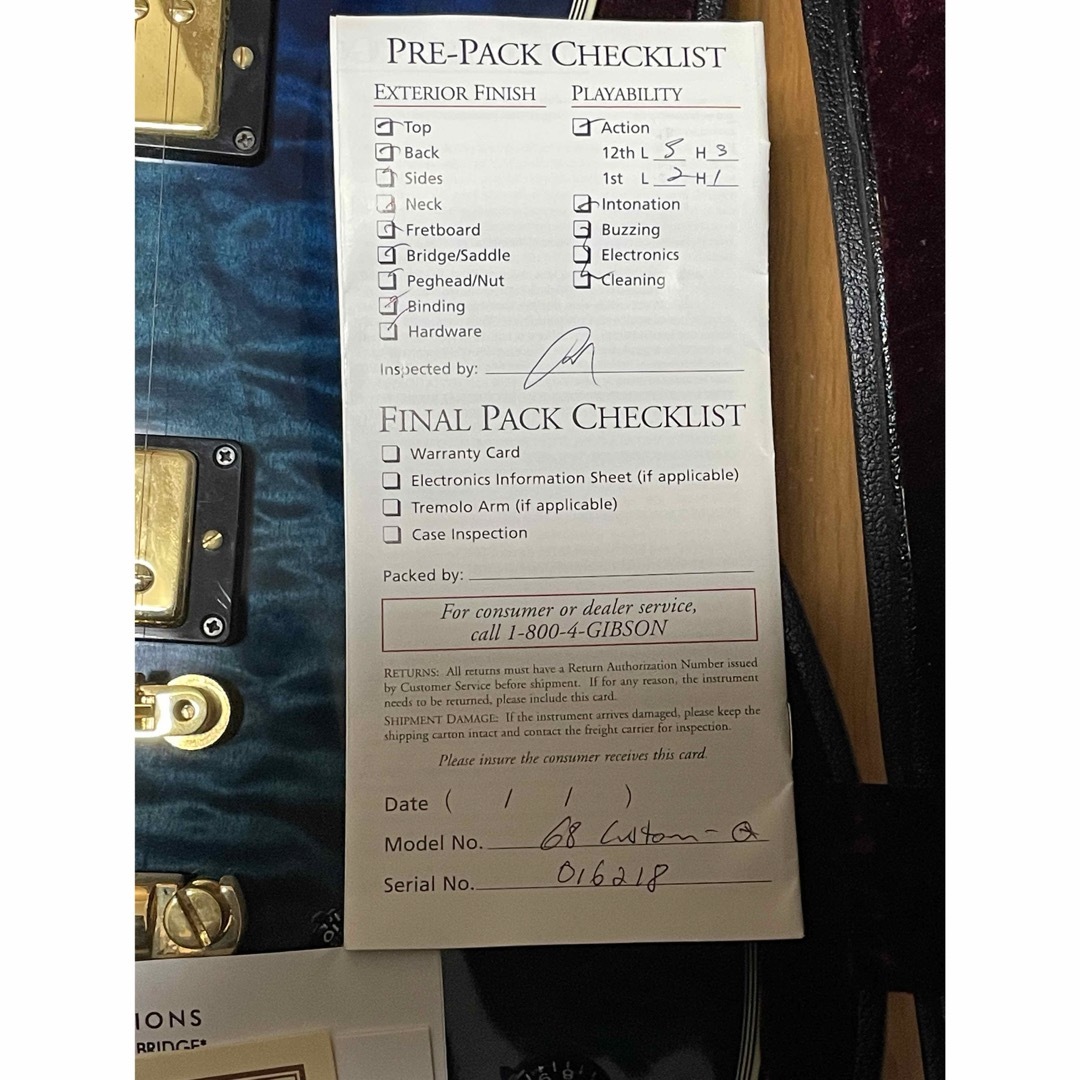 PRE-PACK CHECKLIST
EXTERIOR FINISH
Top
Back
Sides
Neck
Fretboard
Bridge/Saddle
Peghead/Nut
Binding
Hardware
PLAYABILITY
Action
12th L 5 H 3
1st L 2 H 1
Intonation
Buzzing
Electronics
Cleaning
Inspected by:
FINAL PACK CHECKLIST
Warranty Card
Electronics Information Sheet (if applicable)
Tremolo Arm (if applicable)
Case Inspection
Packed by:
For consumer or dealer service,
call 1-800-4-GIBSON
RETURNS: All returns must have a Return Authorization Number issued
by Customer Service before shipment. If for any reason, the instrument
needs to be returned, please include this card.
SHIPMENT DAMAGE: If the instrument arrives damaged, please keep the
shipping carton intact and contact the freight carrier for inspection.
Please insure the consumer receives this card.
Date ( / / )
Model No. 68 Custom-Q
Serial No. 016218
IONS
BRIDGE*